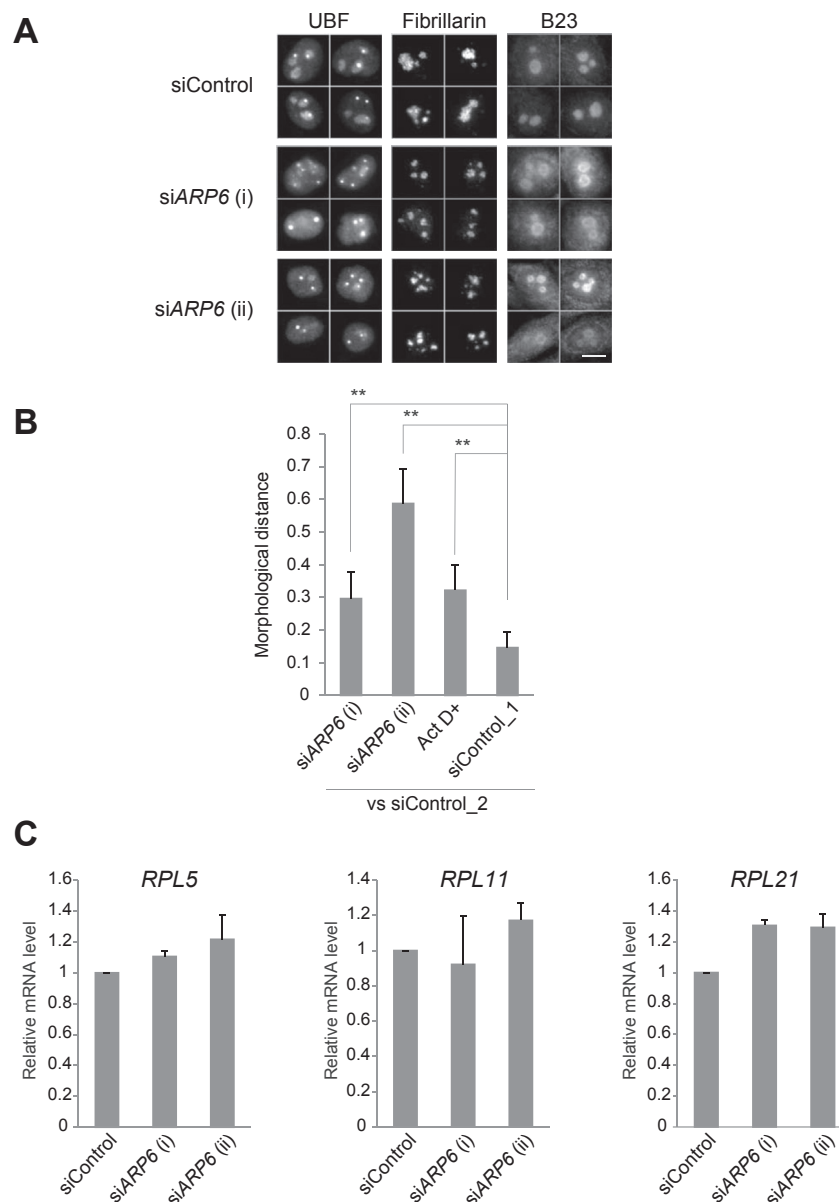 A
UBF Fibrillarin B23
siControl
siARP6 (i)
siARP6 (ii)
B
**
**
**
Morphological distance
0.8
0.7
0.6
0.5
0.4
0.3
0.2
0.1
0
siARP6 (i) siARP6 (ii) Act D+ siControl_1
vs siControl_2
C
RPL5
Relative mRNA level
1.6
1.4
1.2
1
0.8
0.6
0.4
0.2
0
siControl siARP6 (i) siARP6 (ii)
RPL11
Relative mRNA level
1.4
1.2
1
0.8
0.6
0.4
0.2
0
siControl siARP6 (i) siARP6 (ii)
RPL21
Relative mRNA level
1.6
1.4
1.2
1
0.8
0.6
0.4
0.2
0
siControl siARP6 (i) siARP6 (ii)